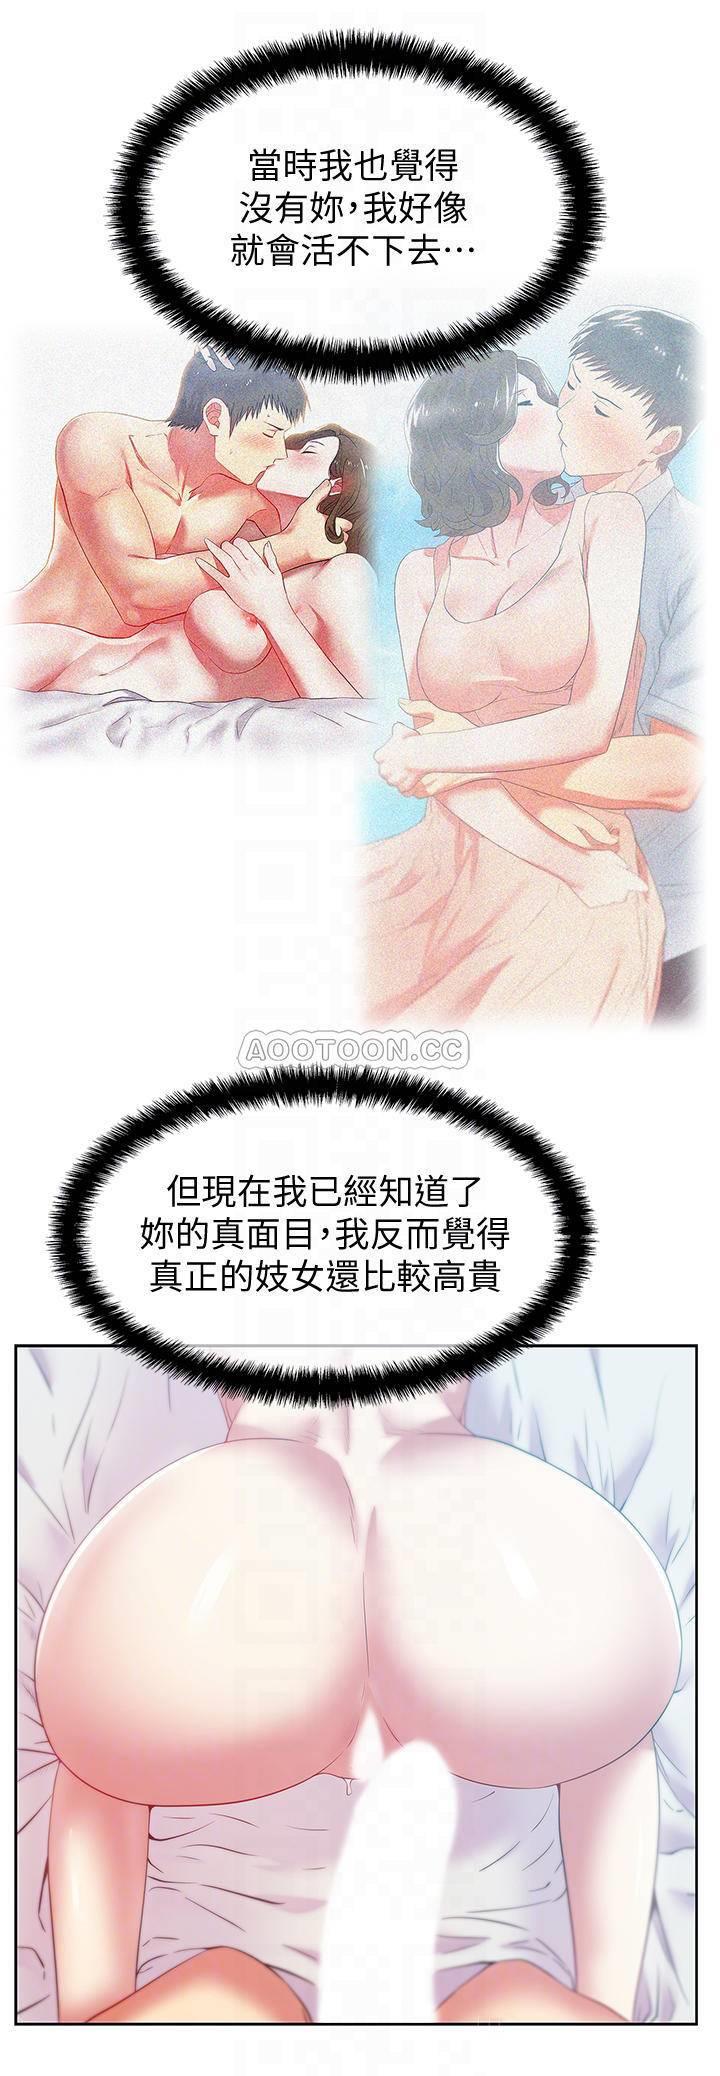 當時我也覺得
沒有妳，我好像
就會活不下去⋯
AOOTOON.CC
但現在我已經知道了
妳的真面目，我反而覺得
真正的妓女還比較高貴